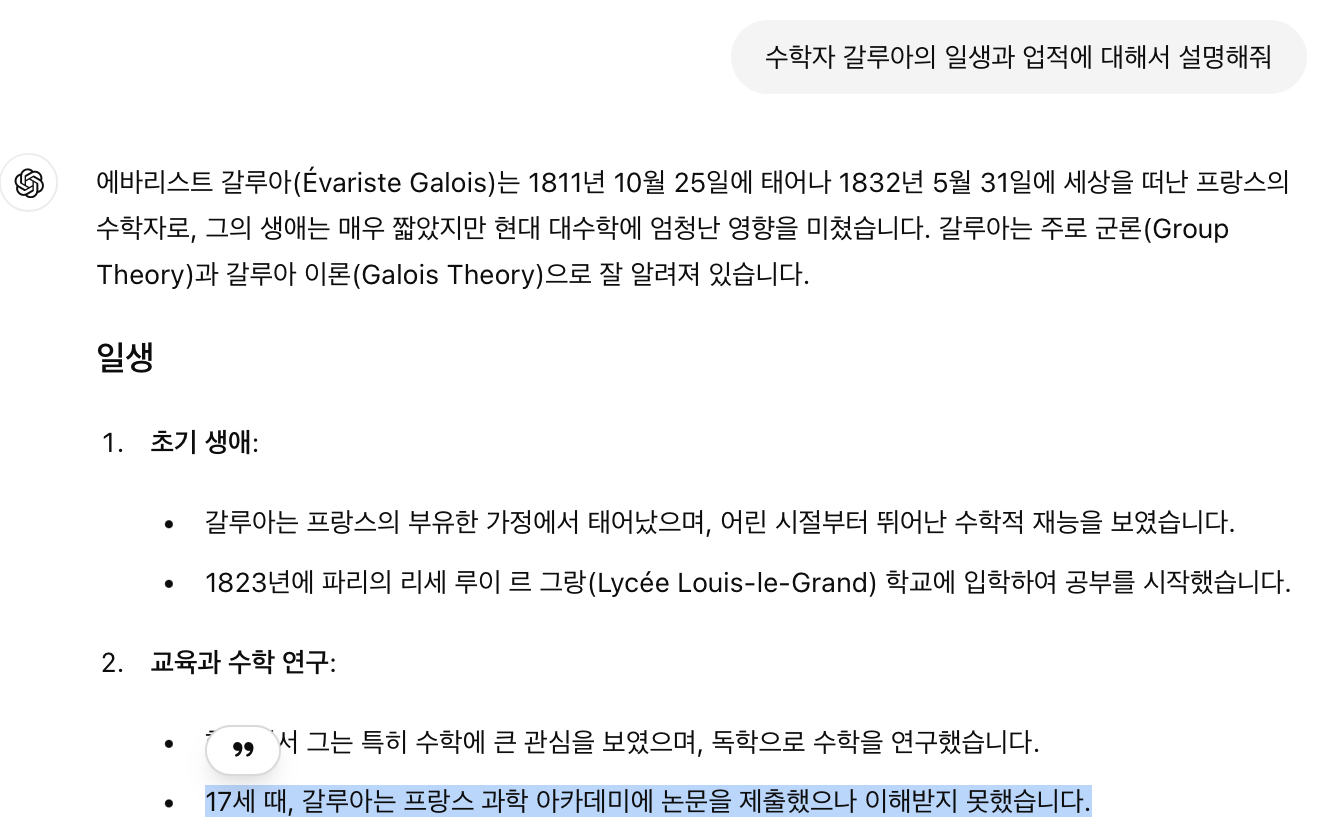 수학자 갈루아의 일생과 업적에 대해서 설명해줘
에바리스트 갈루아(Évariste Galois)는 1811년 10월 25일에 태어나 1832년 5월 31일에 세상을 떠난 프랑스의
수학자로, 그의 생애는 매우 짧았지만 현대 대수학에 엄청난 영향을 미쳤습니다. 갈루아는 주로 군론(Group
Theory)과 갈루아 이론(Galois Theory)으로 잘 알려져 있습니다.
일생
1. 초기 생애:
• 갈루아는 프랑스의 부유한 가정에서 태어났으며, 어린 시절부터 뛰어난 수학적 재능을 보였습니다.
• 1823년에 파리의 리세 루이 르 그랑(Lycée Louis-le-Grand) 학교에 입학하여 공부를 시작했습니다.
2. 교육과 수학 연구:
• 그는 특히 수학에 큰 관심을 보였으며, 독학으로 수학을 연구했습니다.
• 17세 때, 갈루아는 프랑스 과학 아카데미에 논문을 제출했으나 이해받지 못했습니다.